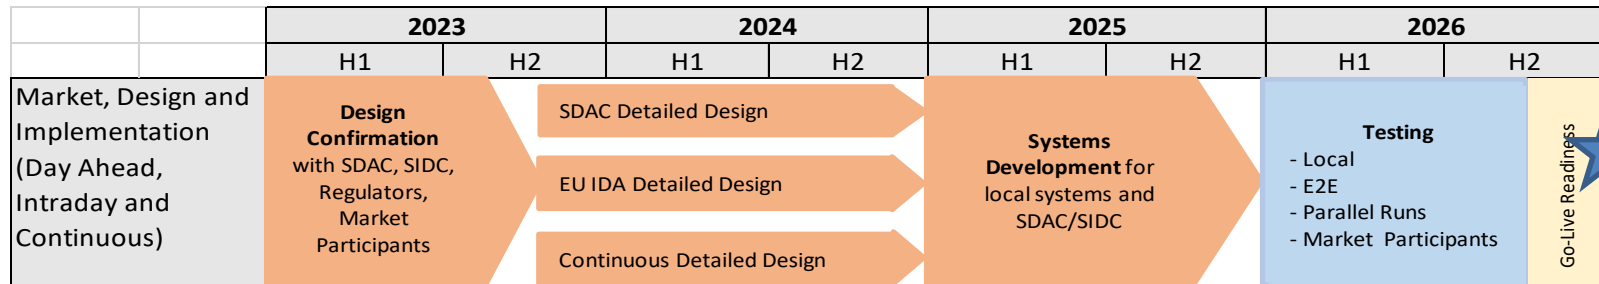 2023 2024 2025 2026
H1 H2 H1 H2 H1 H2 H1 H2
Market, Design and
Implementation
(Day Ahead,
Intraday and
Continuous)
Design
Confirmation
with SDAC, SIDC,
Regulators,
Market
Participants
SDAC Detailed Design
EU IDA Detailed Design
Continuous Detailed Design
Systems
Development for
local systems and
SDAC/SIDC
Testing
- Local
- E2E
- Parallel Runs
- Market Participants
Go-Live Readiness